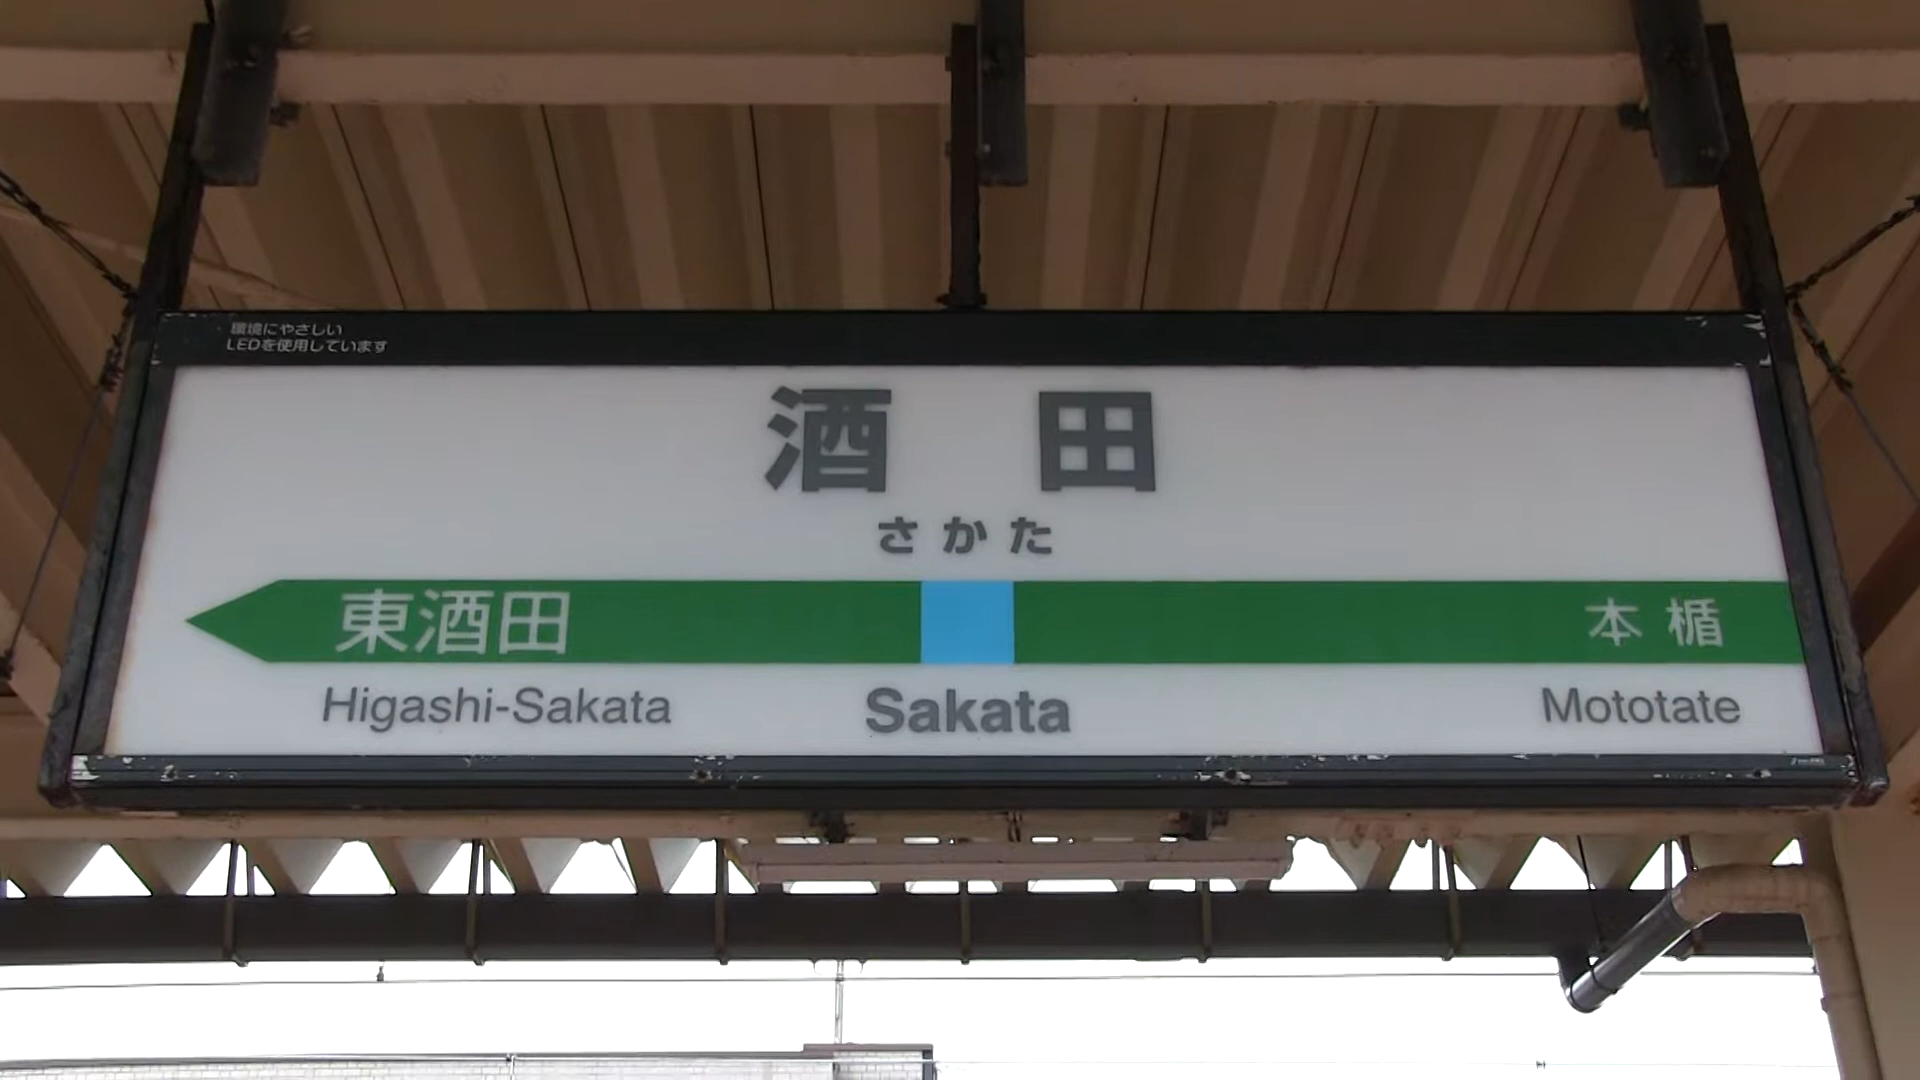 環境にやさしい
LEDを使用しています
酒田
さかた
東酒田 本楯
Higashi-Sakata Sakata Mototate